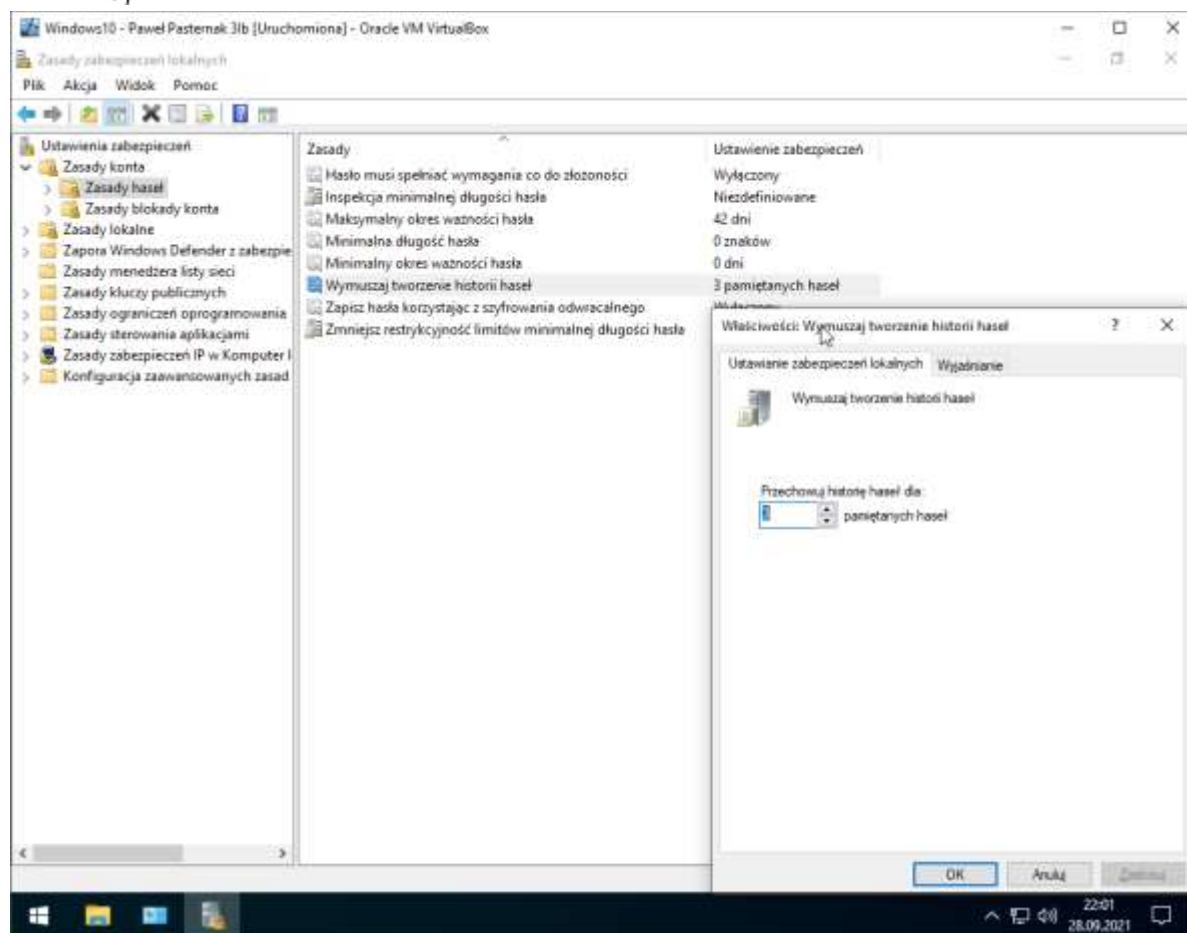 Windows10 - Paweł Pasternak 3lb [Uruchomiona] - Oracle VM VirtualBox
Zasady zabezpieczeń lokalnych
Plik Akcja Widok Pomoc
Ustawienia zabezpieczeń
Zasady konta
Zasady haseł
Zasady blokady konta
Zasady lokalne
Zapora Windows Defender z zabezpie
Zasady menedżera listy sieci
Zasady kluczy publicznych
Zasady ograniczeń oprogramowania
Zasady sterowania aplikacjami
Zasady zabezpieczeń IP w Komputer l
Konfiguracja zaawansowanych zasad
Zasady Ustawienie zabezpieczeń
Hasło musi spełniać wymagania co do złożoności Wyłączony
Inspekcja minimalnej długości hasła Niezdefiniowane
Maksymalny okres ważności hasła 42 dni
Minimalna długość hasła 0 znaków
Minimalny okres ważności hasła 0 dni
Wymuszaj tworzenie historii haseł 3 pamiętanych haseł
Zapisz hasła korzystając z szyfrowania odwracalnego Wyłączony
Zmniejsz restrykcyjność limitów minimalnej długości hasła
Właściwości: Wymuszaj tworzenie historii haseł ? 
Ustawianie zabezpieczeń lokalnych Wyjaśnianie
Wymuszaj tworzenie historii haseł
Przechowuj historię haseł dla:
pamiętanych haseł
OK Anuluj Zastosuj
22:01
28.09.2021